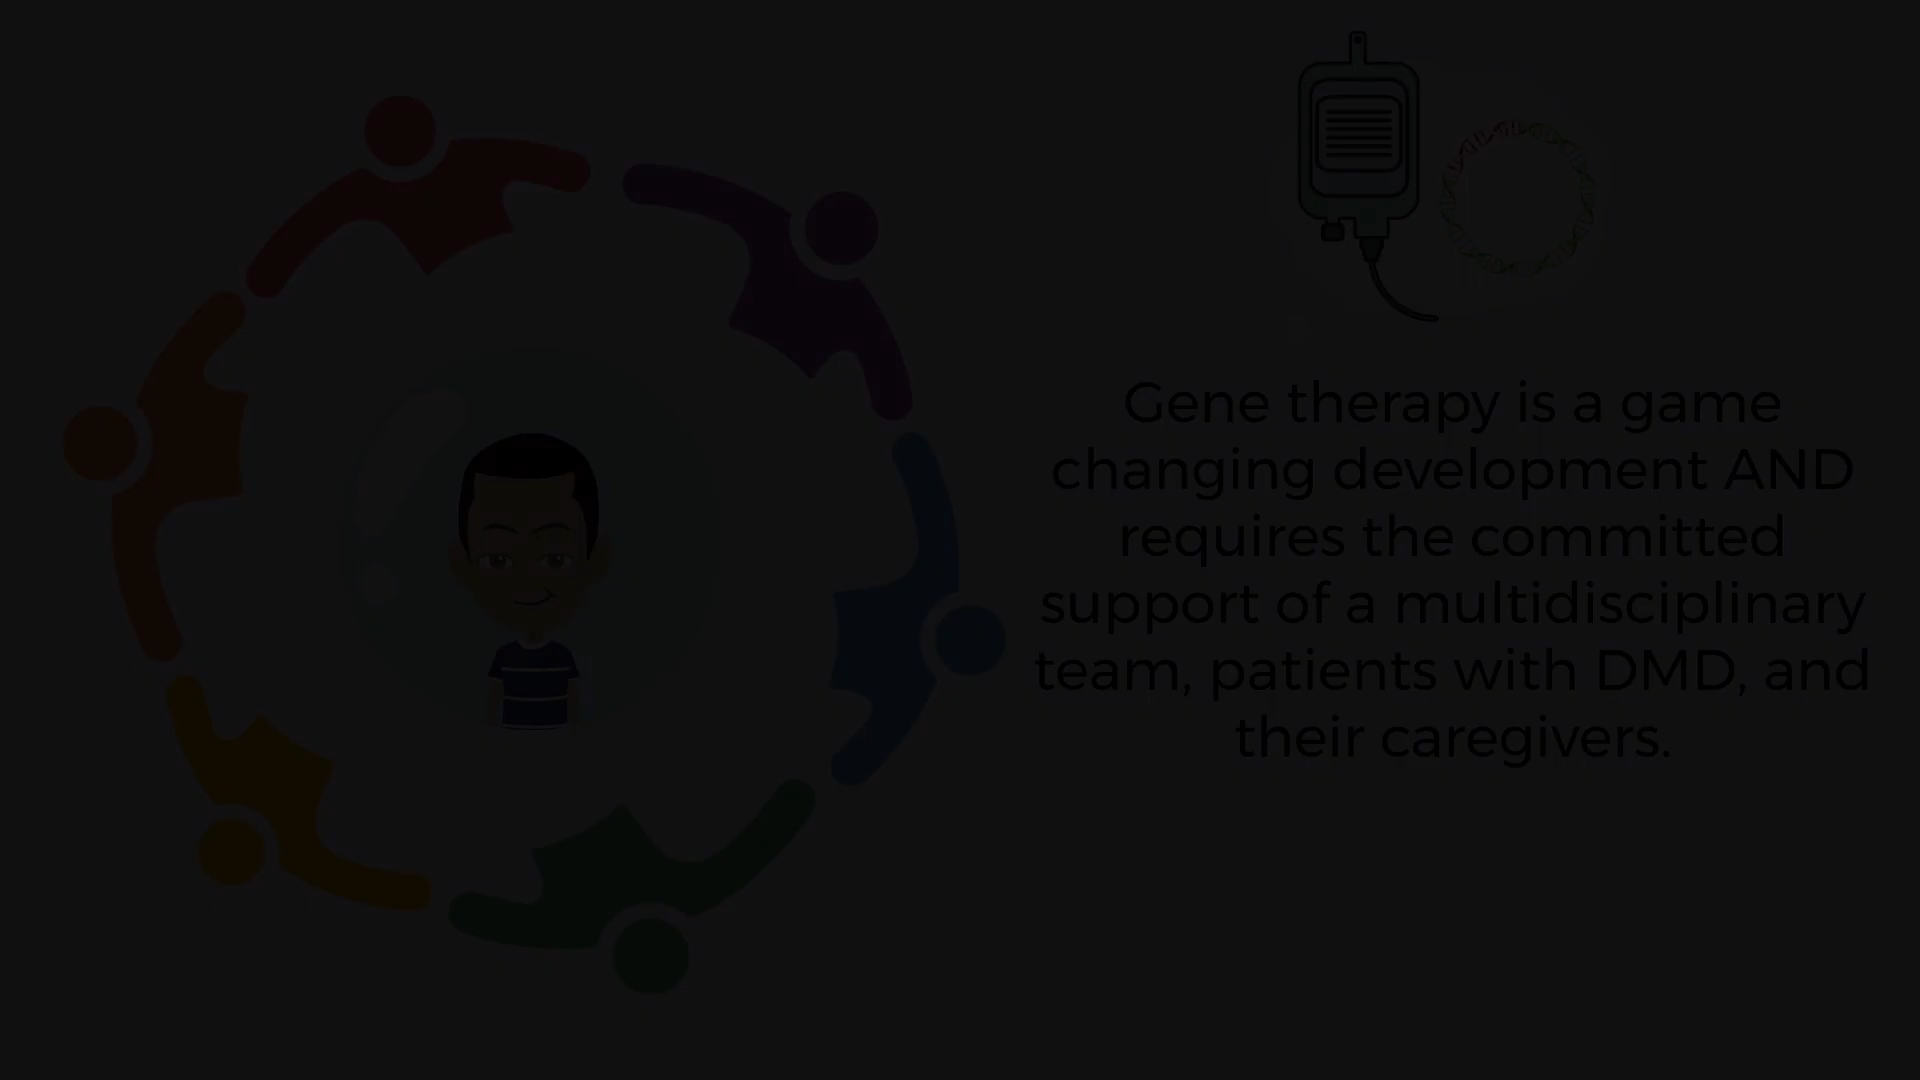 Gene therapy is a game
changing development AND
requires the committed
support of a multidisciplinary
team, patients with DMD, and
their caregivers.